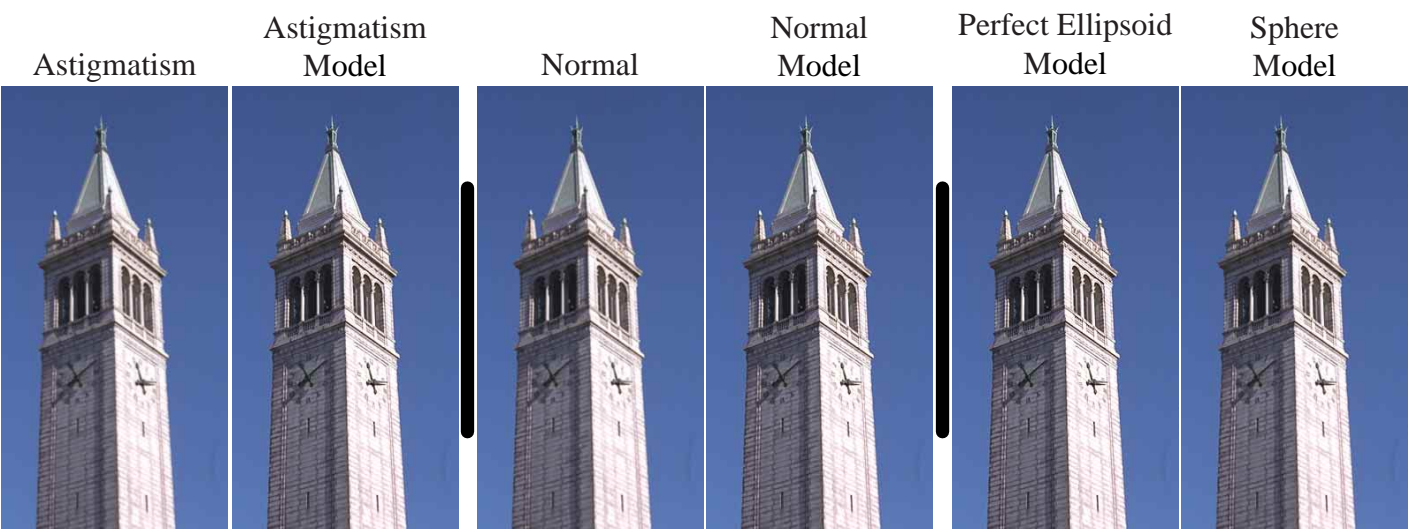 Astigmatism
Astigmatism
Model
Normal
Normal
Model
Perfect Ellipsoid
Model
Sphere
Model